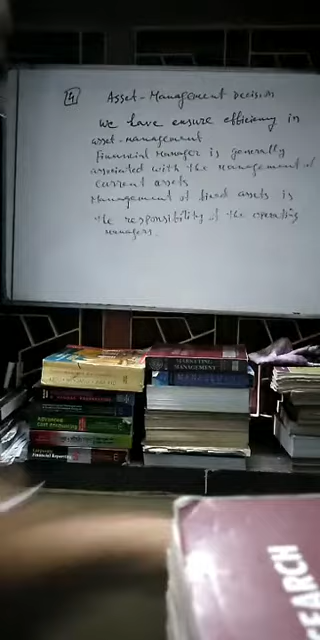 4 Asset-Management Decision
We have ensure efficiency in
asset-management
Financial Manager is generally
associated with the management of
current assets
Management of fixed assets is
the responsibility of the operating
managers.
MARKETING
MANAGEMENT
Advanced
Cost Accounting
Corporate
Financial Reporting
EARCH